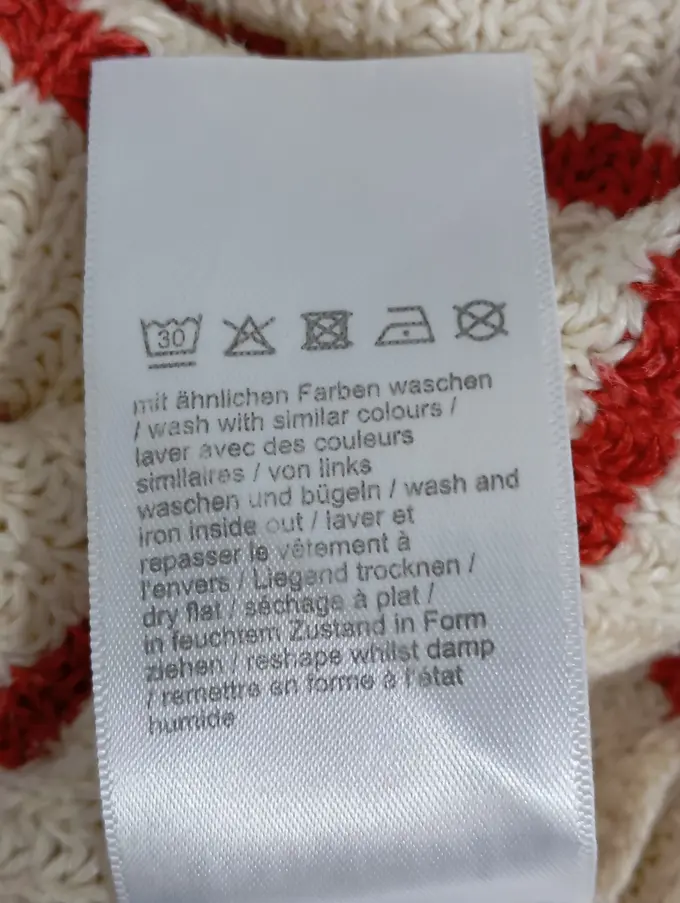 30
mit ähnlichen Farben waschen
/ wash with similar colours /
laver avec des couleurs
similaires / von links
waschen und bügeln / wash and
iron inside out / laver et
repasser le vêtement à
l'envers / Liegend trocknen /
dry flat / séchage à plat /
in feuchtem Zustand in Form
ziehen / reshape whilst damp
/ remettre en forme à l'état
humide